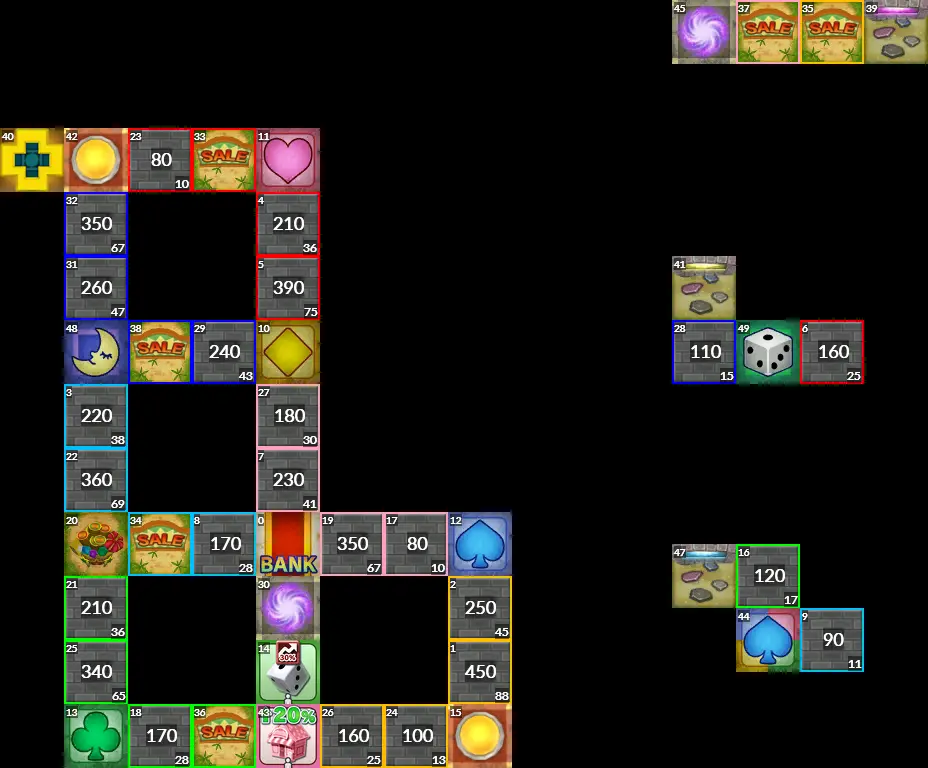 45 37 SALE 35 SALE 39
40 42 23 80 10 33 SALE 11
32 350 67 4 210 36
31 260 47 5 390 75 41
48 38 SALE 29 240 43 10 28 110 15 49 6 160 25
3 220 38 27 180 30
22 360 69 7 230 41
20 34 SALE 8 170 28 0 BANK 19 350 67 17 80 10 12 47 16 120 17
21 210 36 30 2 250 45 44 9 90 11
25 340 65 14 30% 1 450 88
13 18 170 28 36 SALE 43 120% 26 160 25 24 100 13 15